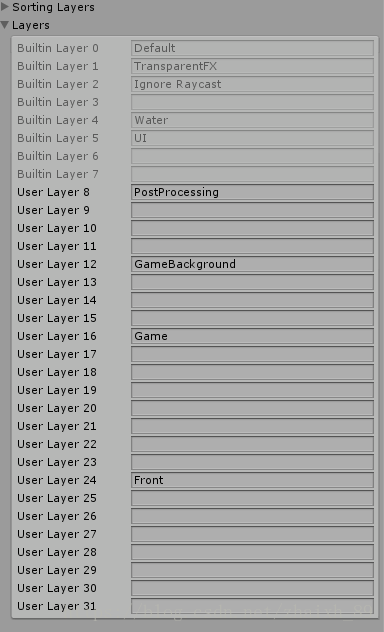 Sorting Layers
Layers
Builtin Layer 0 Default
Builtin Layer 1 TransparentFX
Builtin Layer 2 Ignore Raycast
Builtin Layer 3
Builtin Layer 4 Water
Builtin Layer 5 UI
Builtin Layer 6
Builtin Layer 7
User Layer 8 PostProcessing
User Layer 9
User Layer 10
User Layer 11
User Layer 12 GameBackground
User Layer 13
User Layer 14
User Layer 15
User Layer 16 Game
User Layer 17
User Layer 18
User Layer 19
User Layer 20
User Layer 21
User Layer 22
User Layer 23
User Layer 24 Front
User Layer 25
User Layer 26
User Layer 27
User Layer 28
User Layer 29
User Layer 30
User Layer 31